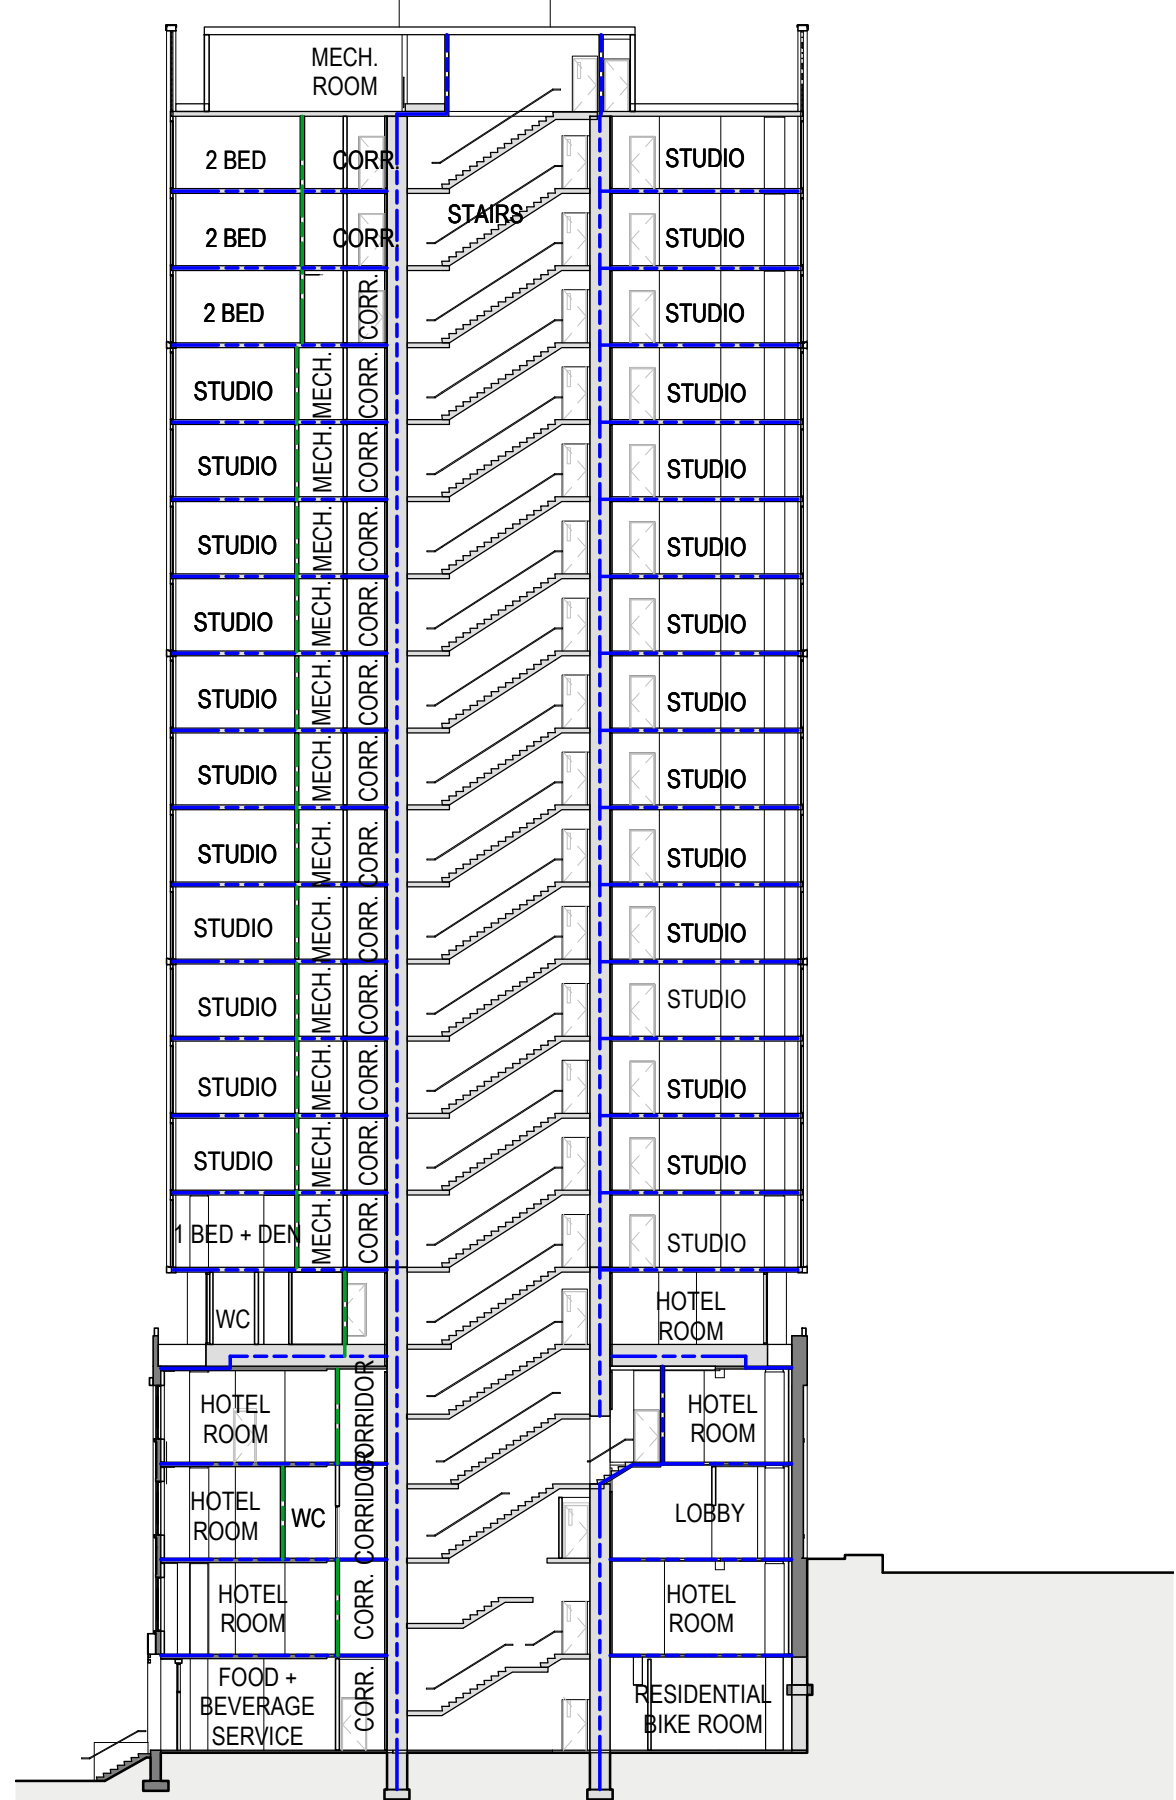 MECH.
ROOM
2 BED CORR. STUDIO
STAIRS
2 BED CORR. STUDIO
2 BED CORR. STUDIO
STUDIO MECH. CORR. STUDIO
STUDIO MECH. CORR. STUDIO
STUDIO MECH. CORR. STUDIO
STUDIO MECH. CORR. STUDIO
STUDIO MECH. CORR. STUDIO
STUDIO MECH. CORR. STUDIO
STUDIO MECH. CORR. STUDIO
STUDIO MECH. CORR. STUDIO
STUDIO MECH. CORR. STUDIO
STUDIO MECH. CORR. STUDIO
STUDIO MECH. CORR. STUDIO
1 BED + DEN MECH. CORR. STUDIO
WC
HOTEL
ROOM
HOTEL
ROOM
CORRIDOR
HOTEL
ROOM
HOTEL
ROOM
WC
CORRIDOR
LOBBY
HOTEL
ROOM
CORR.
HOTEL
ROOM
FOOD +
BEVERAGE
SERVICE
CORR.
RESIDENTIAL
BIKE ROOM